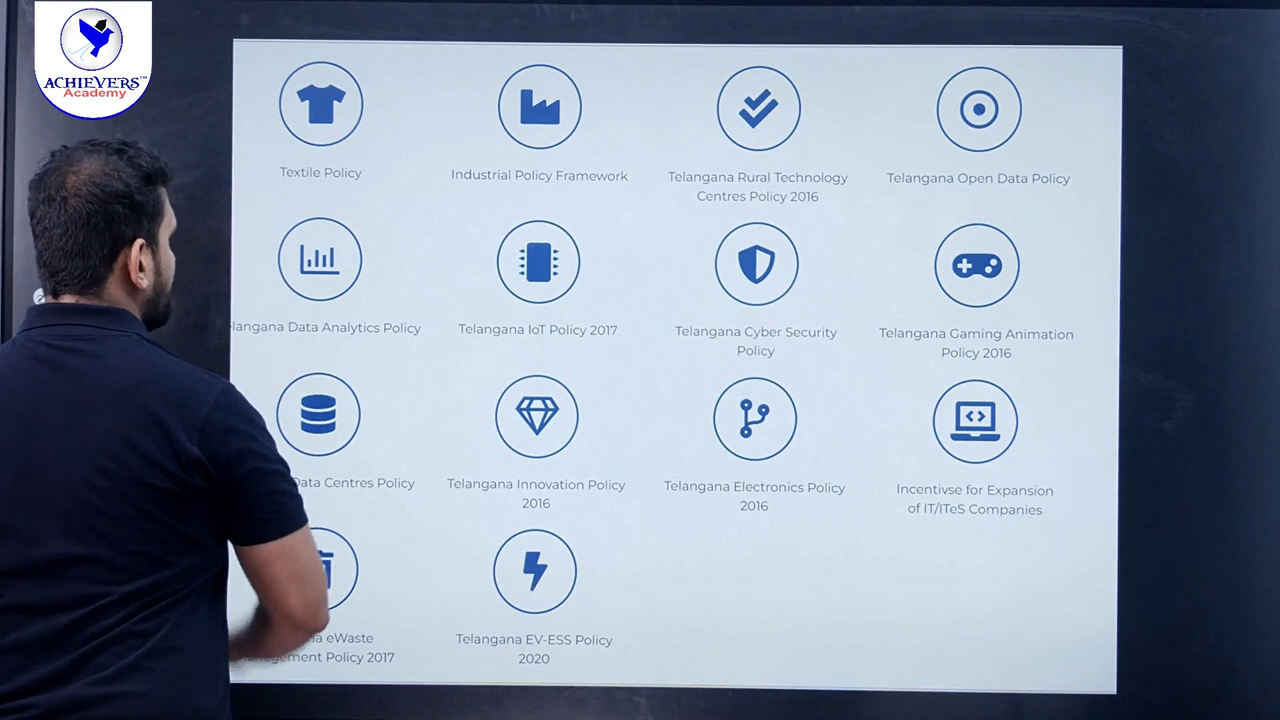 ACHIEVERS™
Academy
Textile Policy
Industrial Policy Framework
Telangana Rural Technology
Centres Policy 2016
Telangana Open Data Policy
Data Analytics Policy
Telangana IoT Policy 2017
Telangana Cyber Security
Policy
Telangana Gaming Animation
Policy 2016
Data Centres Policy
Telangana Innovation Policy
2016
Telangana Electronics Policy
2016
Incentivse for Expansion
of IT/ITeS Companies
eWaste
Policy 2017
Telangana EV-ESS Policy
2020